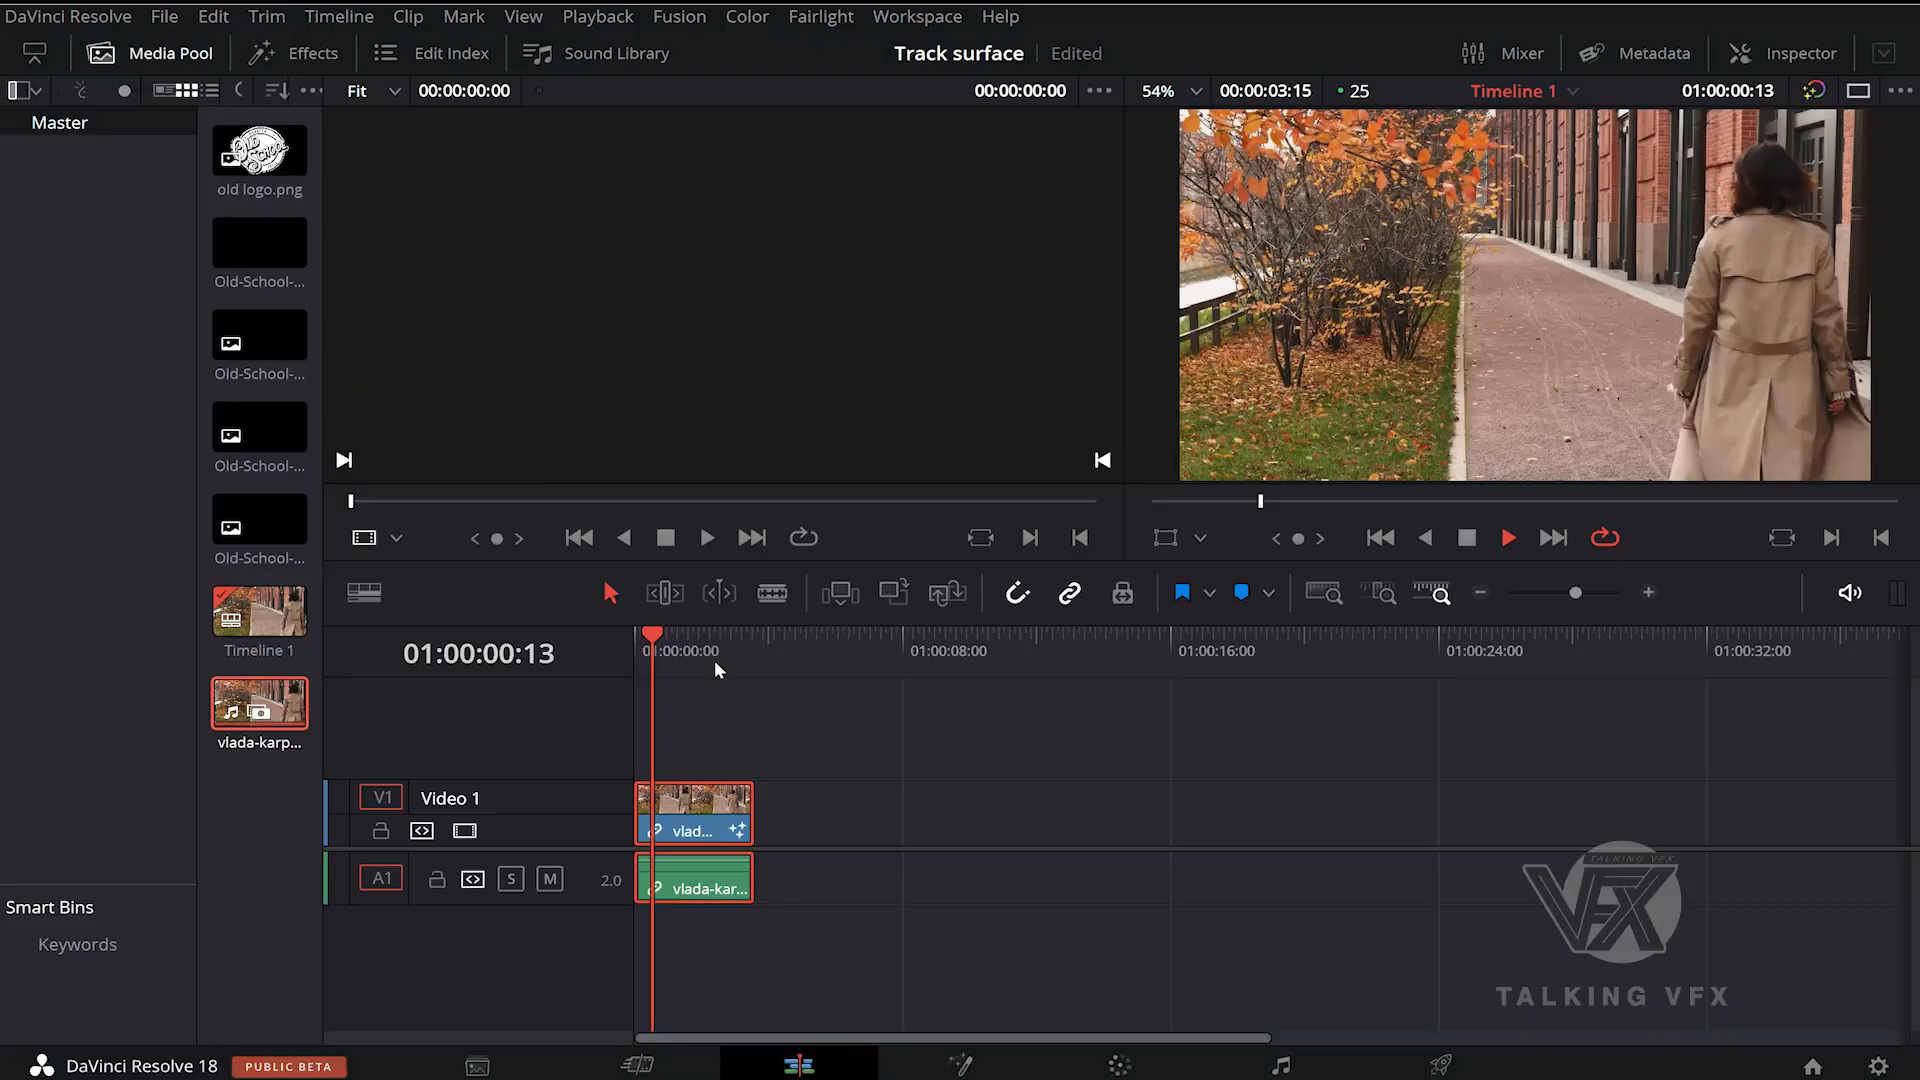 DaVinci Resolve File Edit Trim Timeline Clip Mark View Playback Fusion Color Fairlight Workspace Help
Media Pool Effects Edit Index Sound Library Track surface Edited Mixer Metadata Inspector
Fit 00:00:00:00 00:00:00:00 54% 00:00:03:15 25 Timeline 1 01:00:00:13
Master
Old School
old logo.png
Old-School-...
Old-School-...
Old-School-...
Old-School-...
Timeline 1
vlada-karp...
01:00:00:13
01:00:00:00 01:00:08:00 01:00:16:00 01:00:24:00 01:00:32:00
V1 Video 1
vlad...
A1 S M 2.0
vlada-kar...
Smart Bins
Keywords
TALKING VFX
VFX
TALKING VFX
DaVinci Resolve 18 PUBLIC BETA